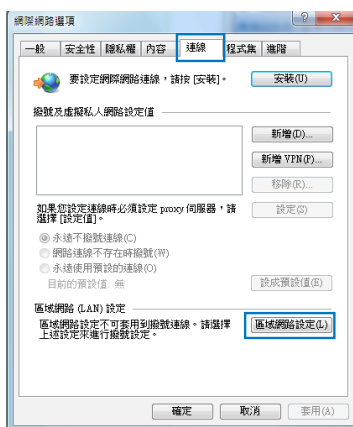 網際網路選項
一般 安全性 隱私權 內容 連線 程式集 進階
要設定網際網路連線，請按 [安裝]。 安裝(U)
撥號及虛擬私人網路設定值
新增(D)...
新增 VPN(P)...
移除(R)...
如果您設定連線時必須設定 proxy 伺服器，請 設定(S)
選擇 [設定值]。
永遠不撥號連線(C)
網路連線不存在時撥號(W)
永遠使用預設的連線(O)
目前的預設值: 無 設成預設值(E)
區域網路 (LAN) 設定
區域網路設定不可套用到撥號連線。請選擇 區域網路設定(L)
上述設定來進行撥號設定。
確定 取消 套用(A)